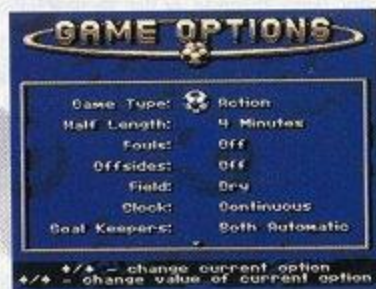 GAME OPTIONS
Game Type: Action
Half Length: 4 Minutes
Fouls: Off
Offsides: Off
Field: Dry
Clock: Continuous
Goal Keepers: Both Automatic
♦/♦ - change current option
♦/♦ - change value of current option